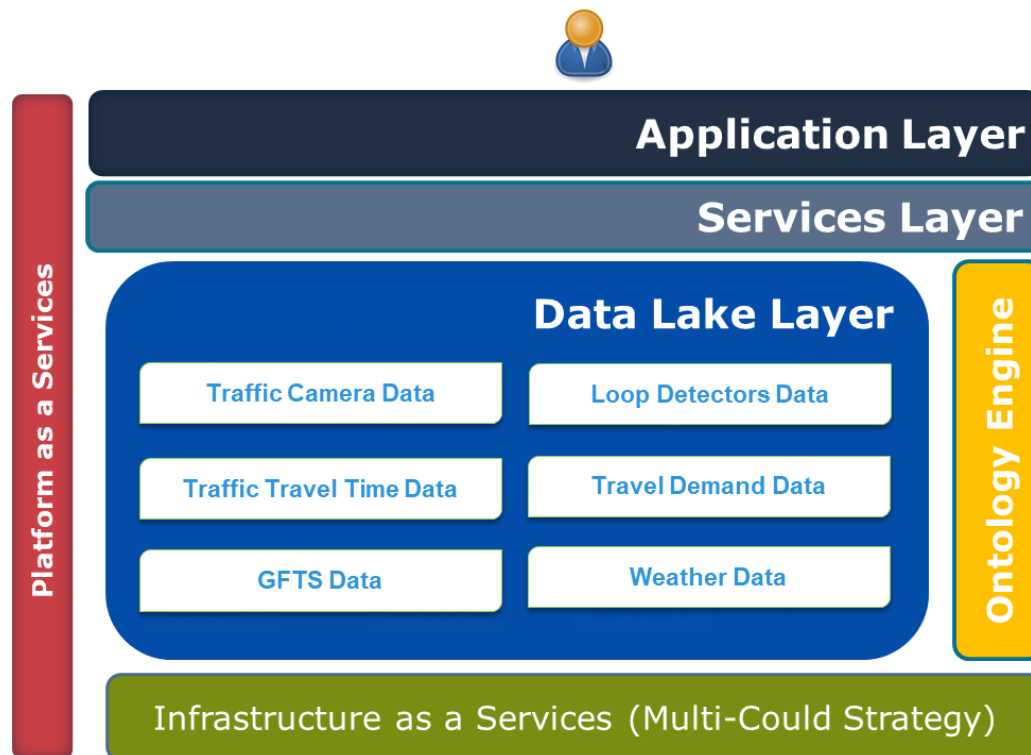 Application Layer
Services Layer
Platform as a Services
Data Lake Layer
Traffic Camera Data
Loop Detectors Data
Traffic Travel Time Data
Travel Demand Data
GFTS Data
Weather Data
Ontology Engine
Infrastructure as a Services (Multi-Could Strategy)